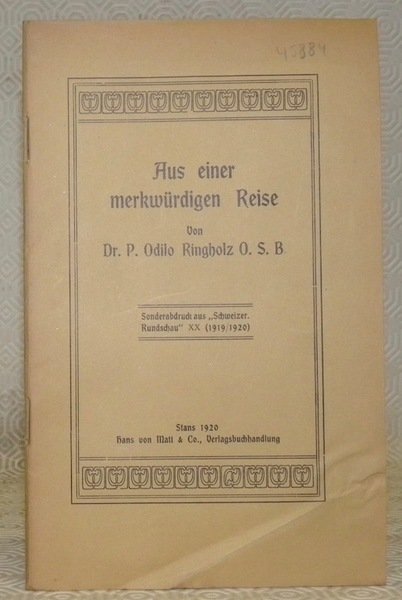 45884
Aus einer
merkwürdigen Reise
Von
Dr. P. Odilo Ringholz O. S. B.
Sonderabdruck aus „Schweizer.
Rundschau" XX (1919/1920)
Stans 1920
Hans von Matt & Co., Verlagsbuchhandlung